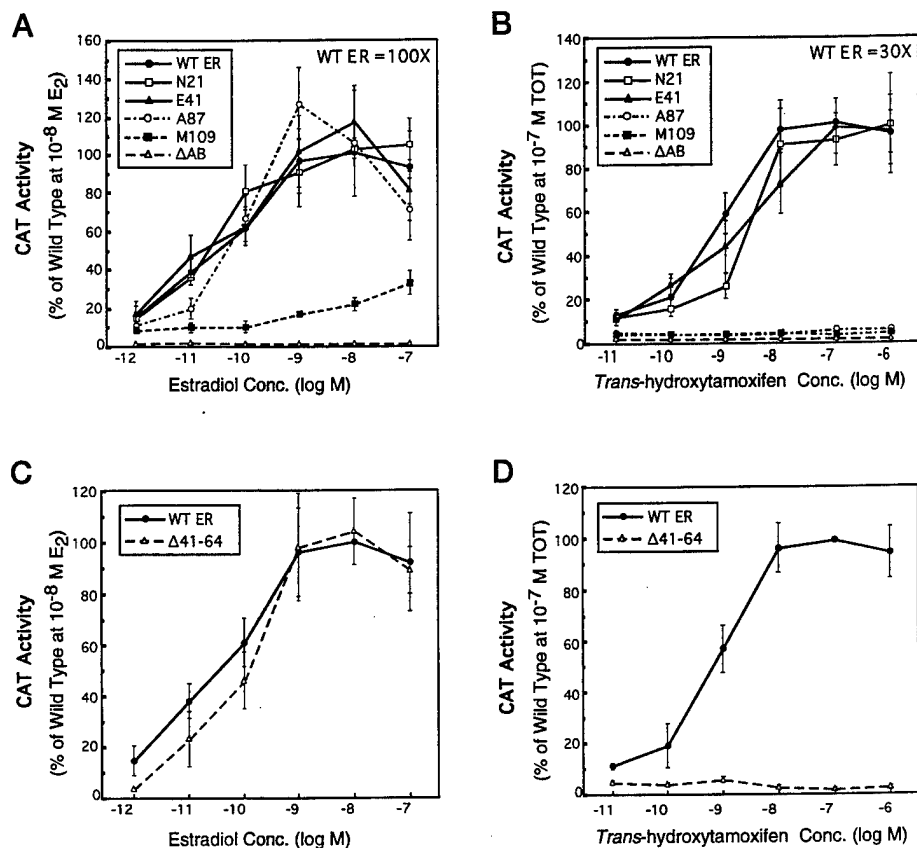 A
CAT Activity
(% of Wild Type at 10-8 M E2)
160
140
120
100
80
60
40
20
0
WT ER
N21
E41
A87
M109
ΔAB
WT ER =100X
-12
-11
-10
-9
-8
-7
Estradiol Conc. (log M)
B
CAT Activity
(% of Wild Type at 10-7 M TOT)
140
120
100
80
60
40
20
0
WT ER
N21
E41
A87
M109
ΔAB
WT ER =30X
-11
-10
-9
-8
-7
-6
Trans-hydroxytamoxifen Conc. (log M)
C
CAT Activity
(% of Wild Type at 10-8 M E2)
120
100
80
60
40
20
0
WT ER
Δ41-64
-12
-11
-10
-9
-8
-7
Estradiol Conc. (log M)
D
CAT Activity
(% of Wild Type at 10-7 M TOT)
120
100
80
60
40
20
0
WT ER
Δ41-64
-11
-10
-9
-8
-7
-6
Trans-hydroxytamoxifen Conc. (log M)